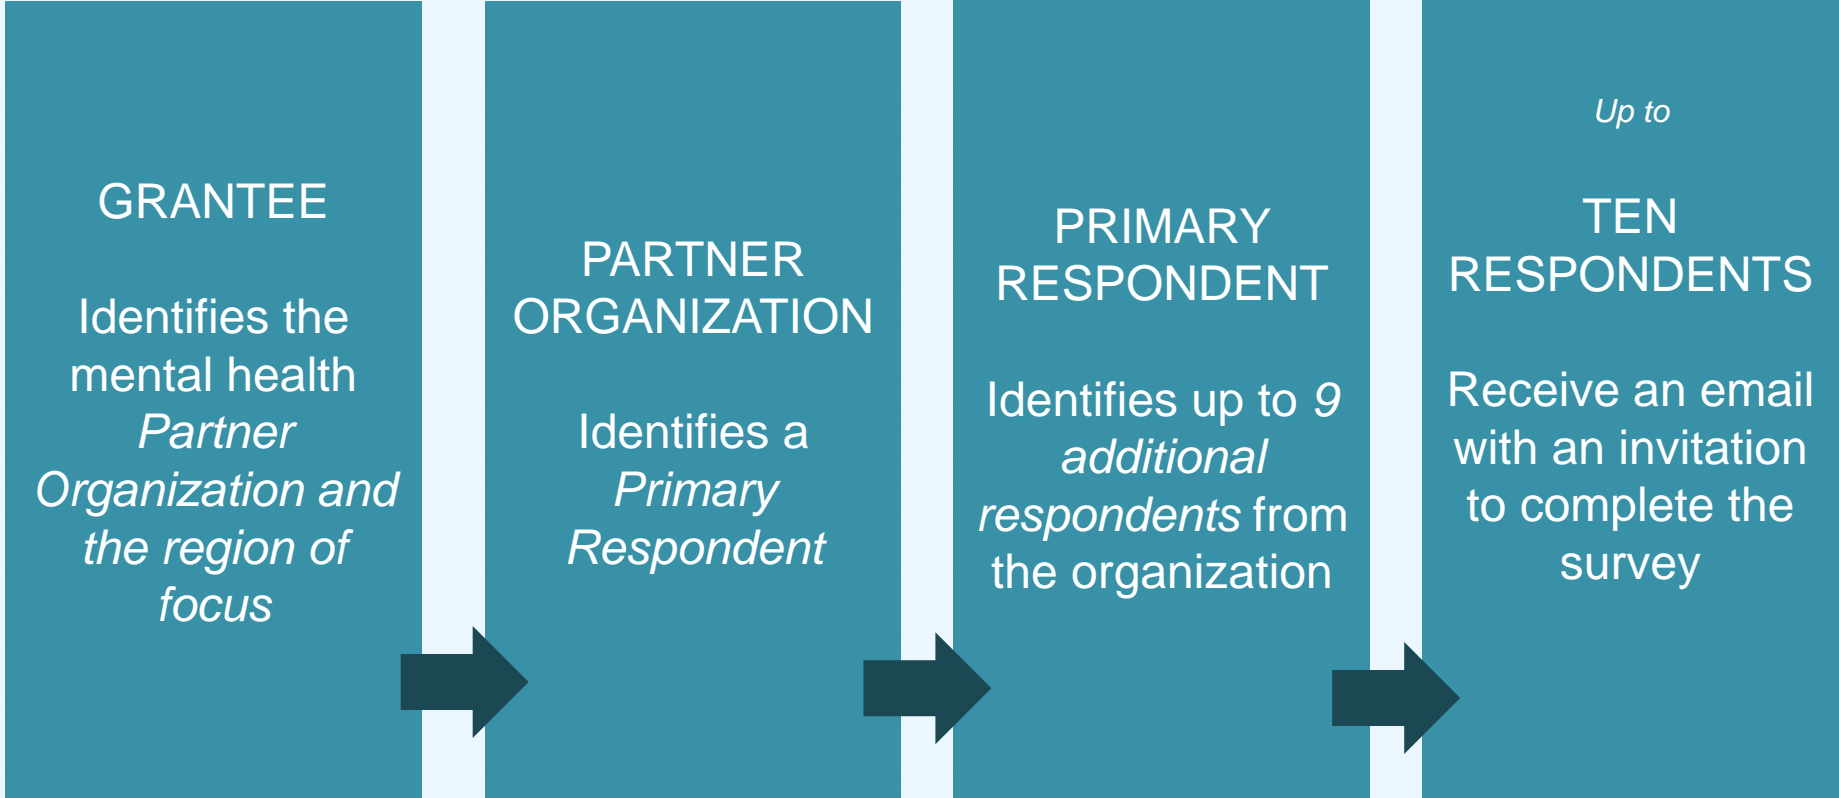 GRANTEE
Identifies the
mental health
Partner
Organization and
the region of
focus
PARTNER
ORGANIZATION
Identifies a
Primary
Respondent
PRIMARY
RESPONDENT
Identifies up to 9
additional
respondents from
the organization
Up to
TEN
RESPONDENTS
Receive an email
with an invitation
to complete the
survey